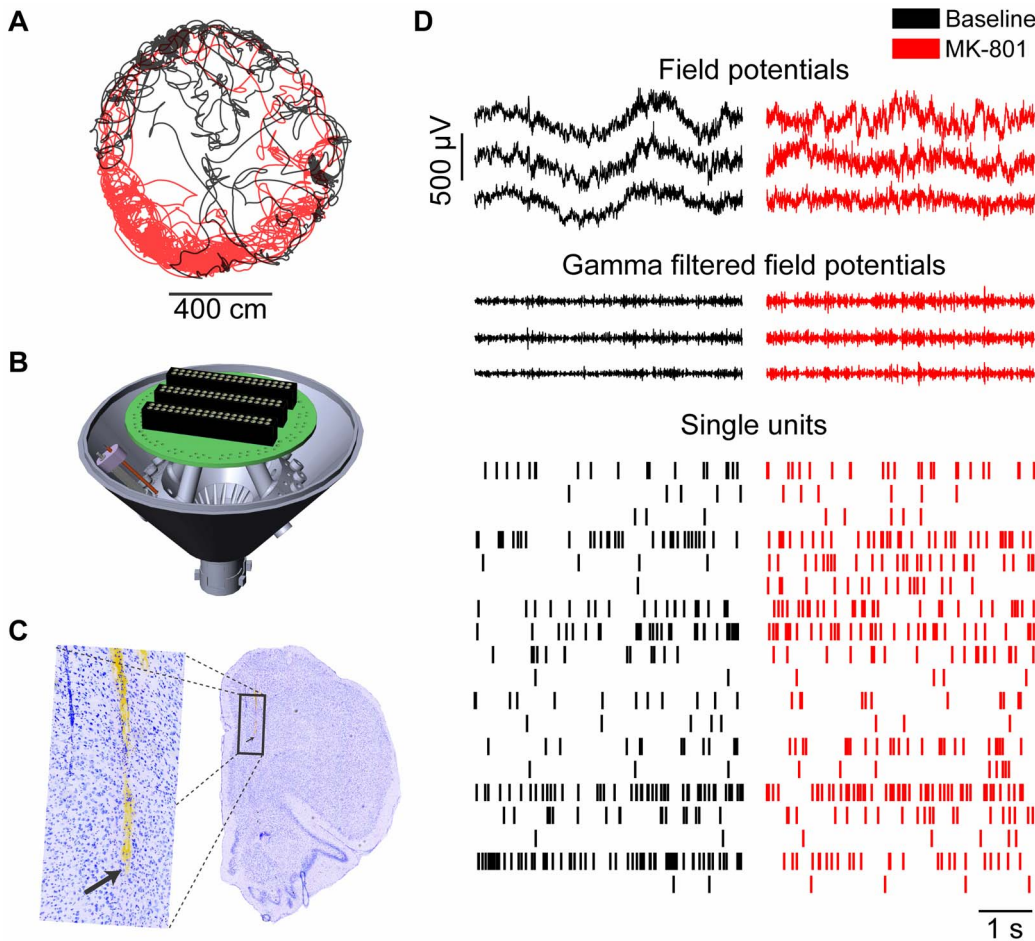 A
400 cm
B
C
D
Baseline
MK-801
Field potentials
500 µV
Gamma filtered field potentials
Single units
1 s